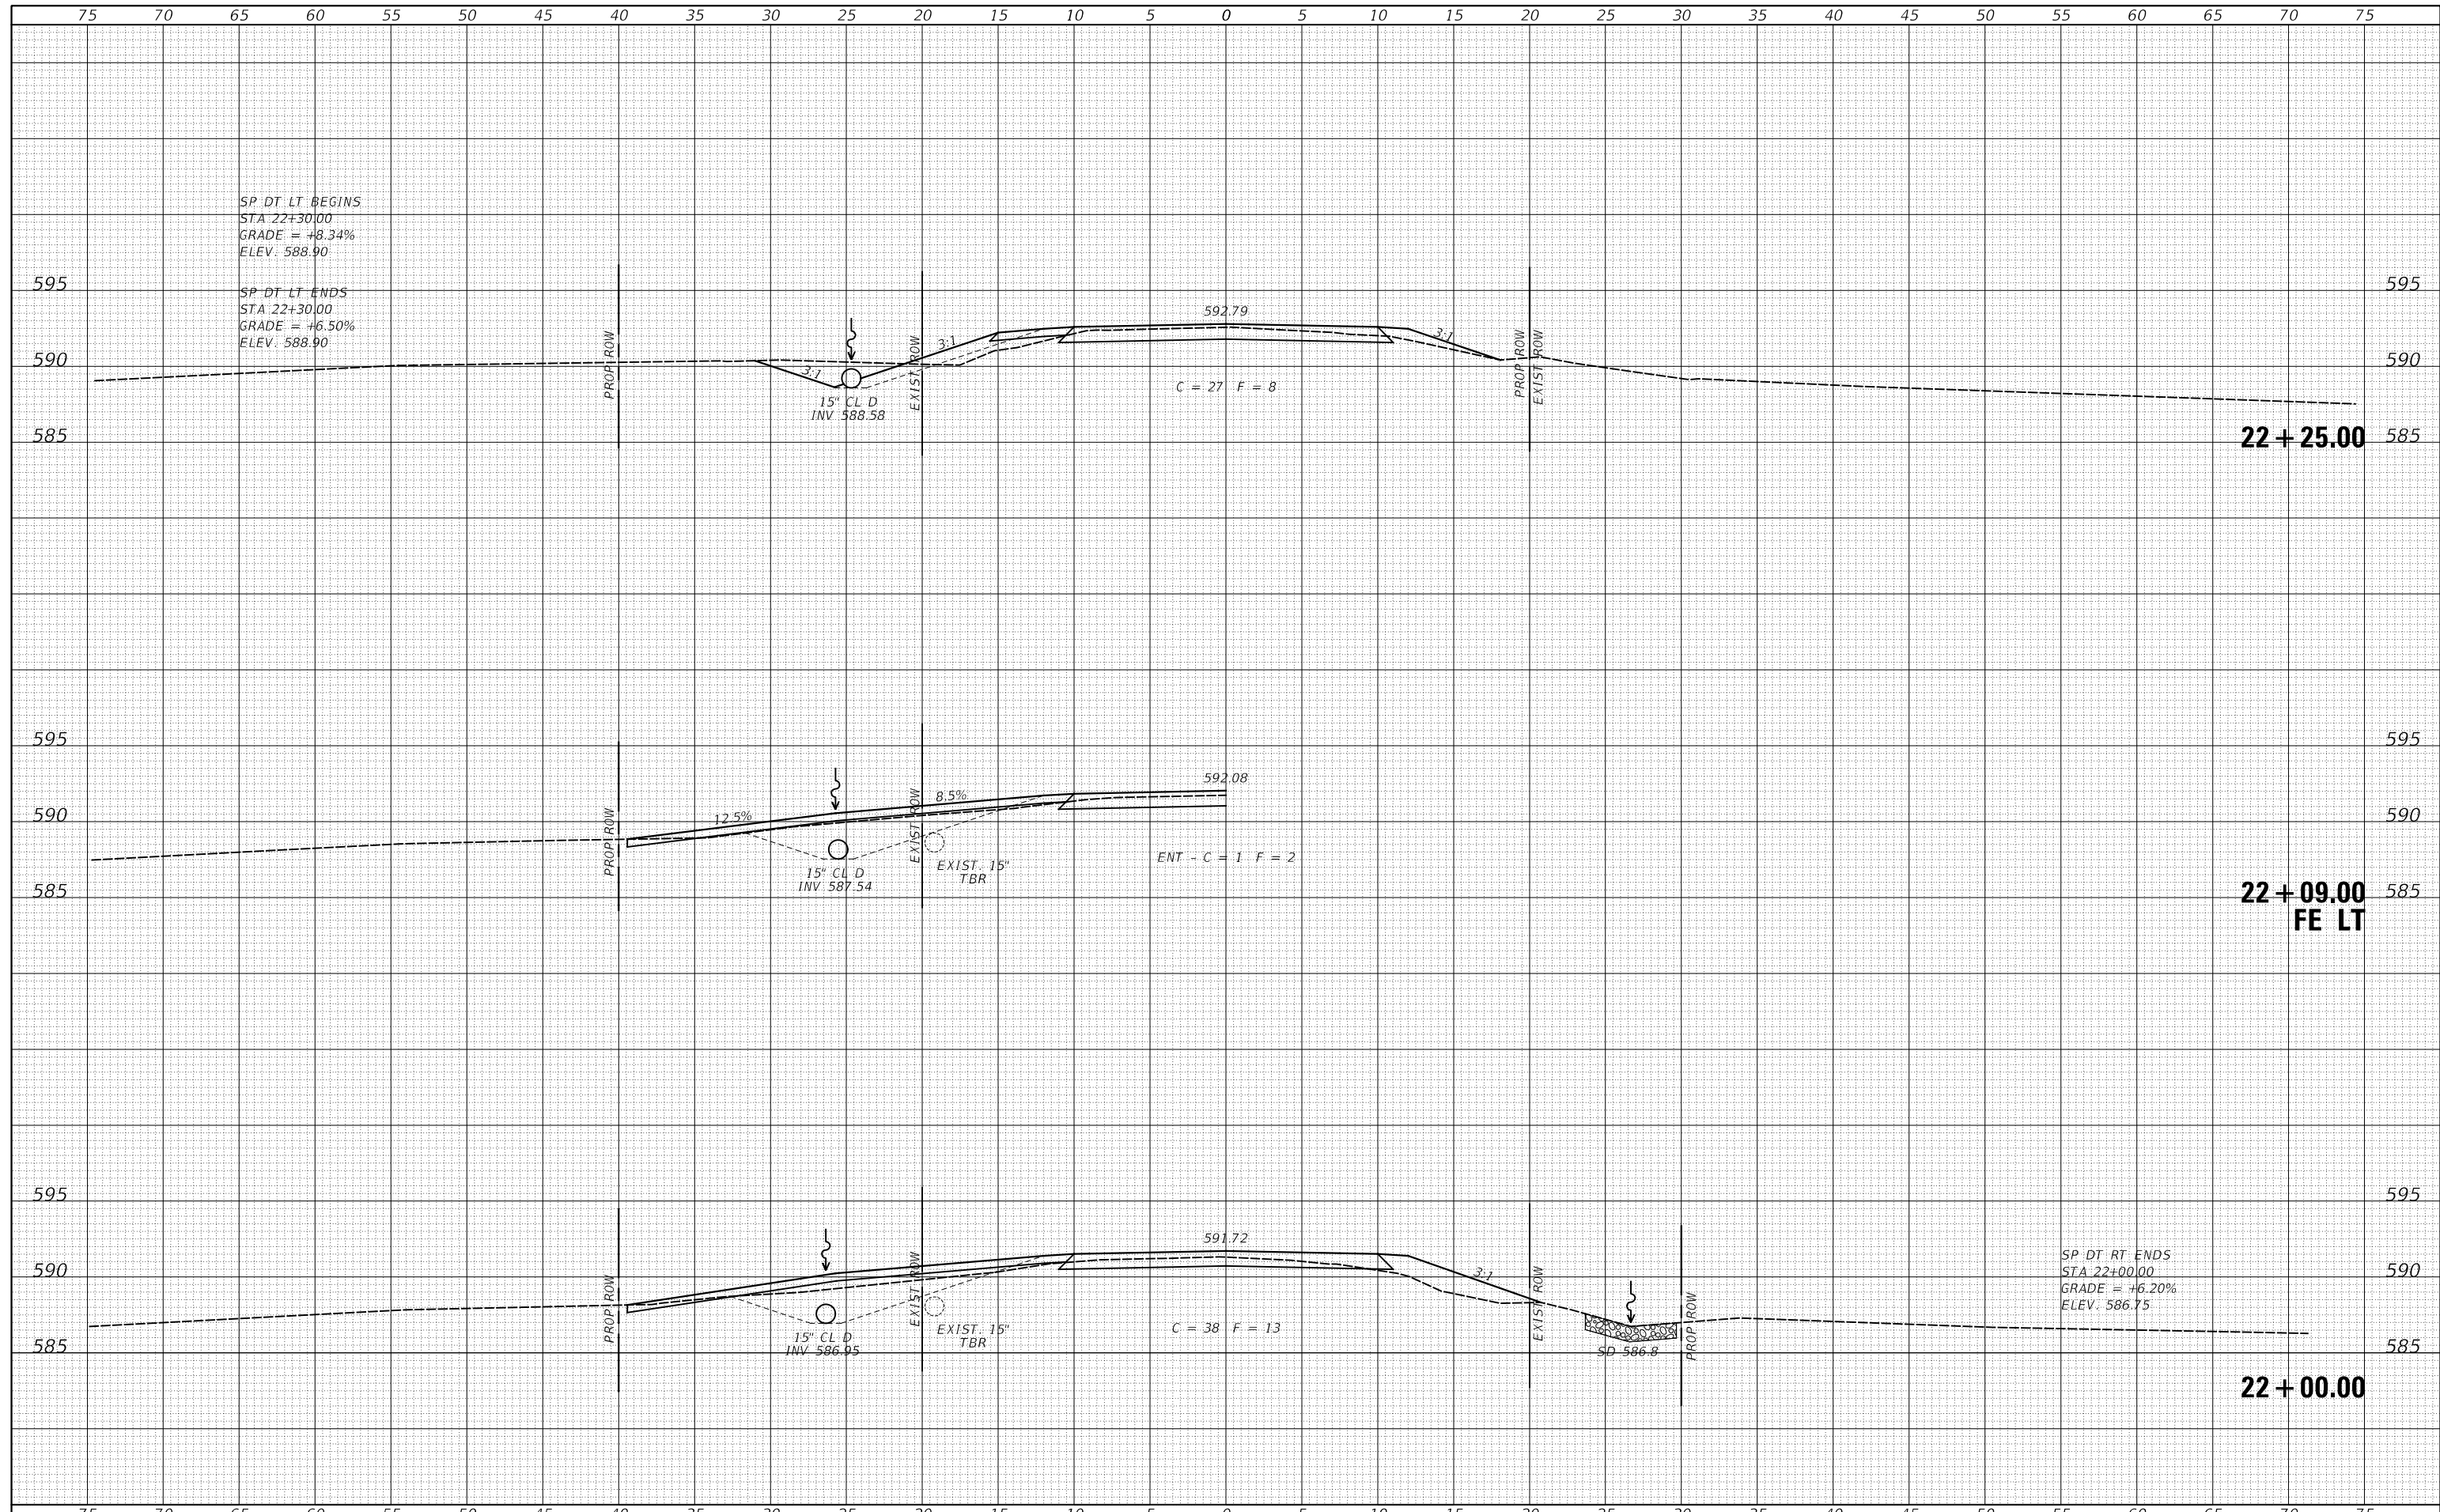 75 70 65 60 55 50 45 40 35 30 25 20 15 10 5 0 5 10 15 20 25 30 35 40 45 50 55 60 65 70 75
SP DT LT BEGINS
STA 22+30.00
GRADE = +8.34%
ELEV. 588.90
SP DT LT ENDS
STA 22+30.00
GRADE = +6.50%
ELEV. 588.90
595
592.79
595
PROP ROW
EXIST ROW
3:1
3:1
3:1
PROP ROW
EXIST ROW
590
590
15" CL D
INV 588.58
C = 27 F = 8
585
22+25.00
585
595
595
592.08
PROP ROW
12.5%
EXIST ROW
8.5%
590
590
15" CL D
INV 587.54
EXIST. 15"
TBR
ENT - C = 1 F = 2
585
22+09.00
585
FE LT
595
595
591.72
PROP ROW
EXIST ROW
3:1
EXIST ROW
PROP ROW
SP DT RT ENDS
STA 22+00.00
GRADE = +6.20%
ELEV. 586.75
590
590
15" CL D
INV 586.95
EXIST. 15"
TBR
C = 38 F = 13
SD 586.8
585
585
22+00.00
75 70 65 60 55 50 45 40 35 30 25 20 15 10 5 0 5 10 15 20 25 30 35 40 45 50 55 60 65 70 75